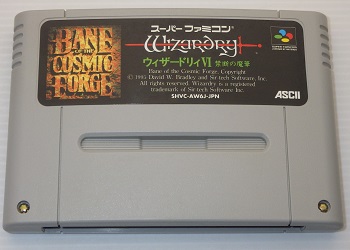 BANE
OF THE
COSMIC
FORGE
スーパーファミコン
Wizardry
ウィザードリィVI 禁断の魔筆
Bane of the Cosmic Forge, Copyright
© 1995 David W. Bradley and Sir-tech Software, Inc.
All rights reserved. Wizardry is a registered
trademark of Sir-tech Software, Inc.
SHVC-AW6J-JPN
ASCII